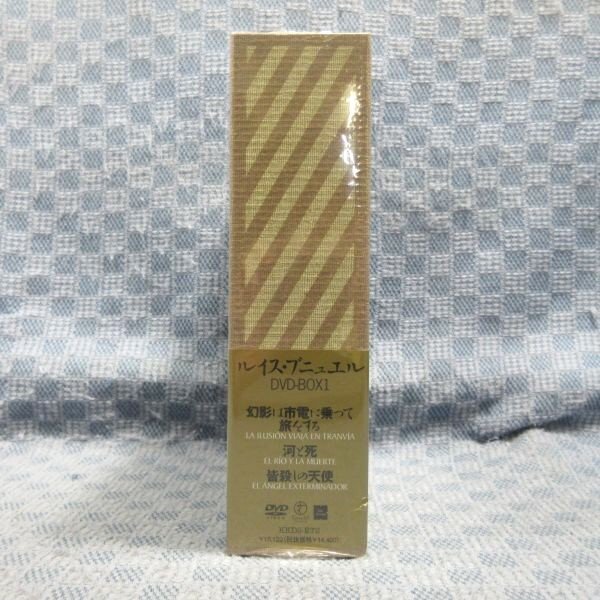 ルイス・ブニュエル
DVD-BOX1
幻影は市電に乗って
旅をする
LA ILUSIÓN VIAJA EN TRANVÍA
河と死
EL RIO Y LA MUERTE
皆殺しの天使
EL ÁNGEL EXTERMINADOR
DVD
VIDEO